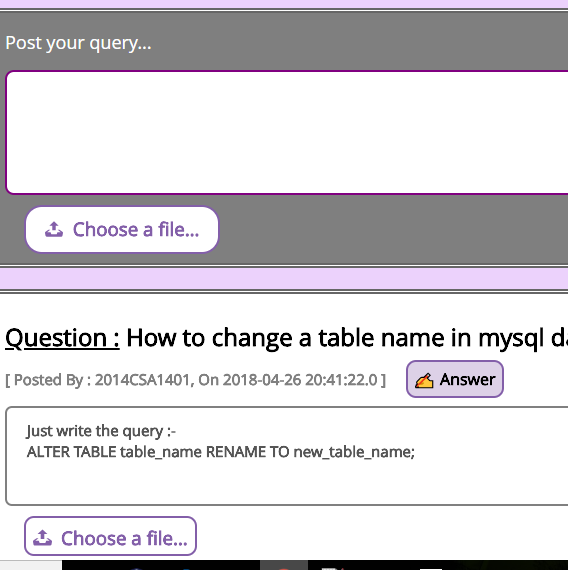 Post your query...
Choose a file...
Question : How to change a table name in mysql
[ Posted By : 2014CSA1401, On 2018-04-26 20:41:22.0 ] Answer
Just write the query :-
ALTER TABLE table_name RENAME TO new_table_name;
Choose a file...